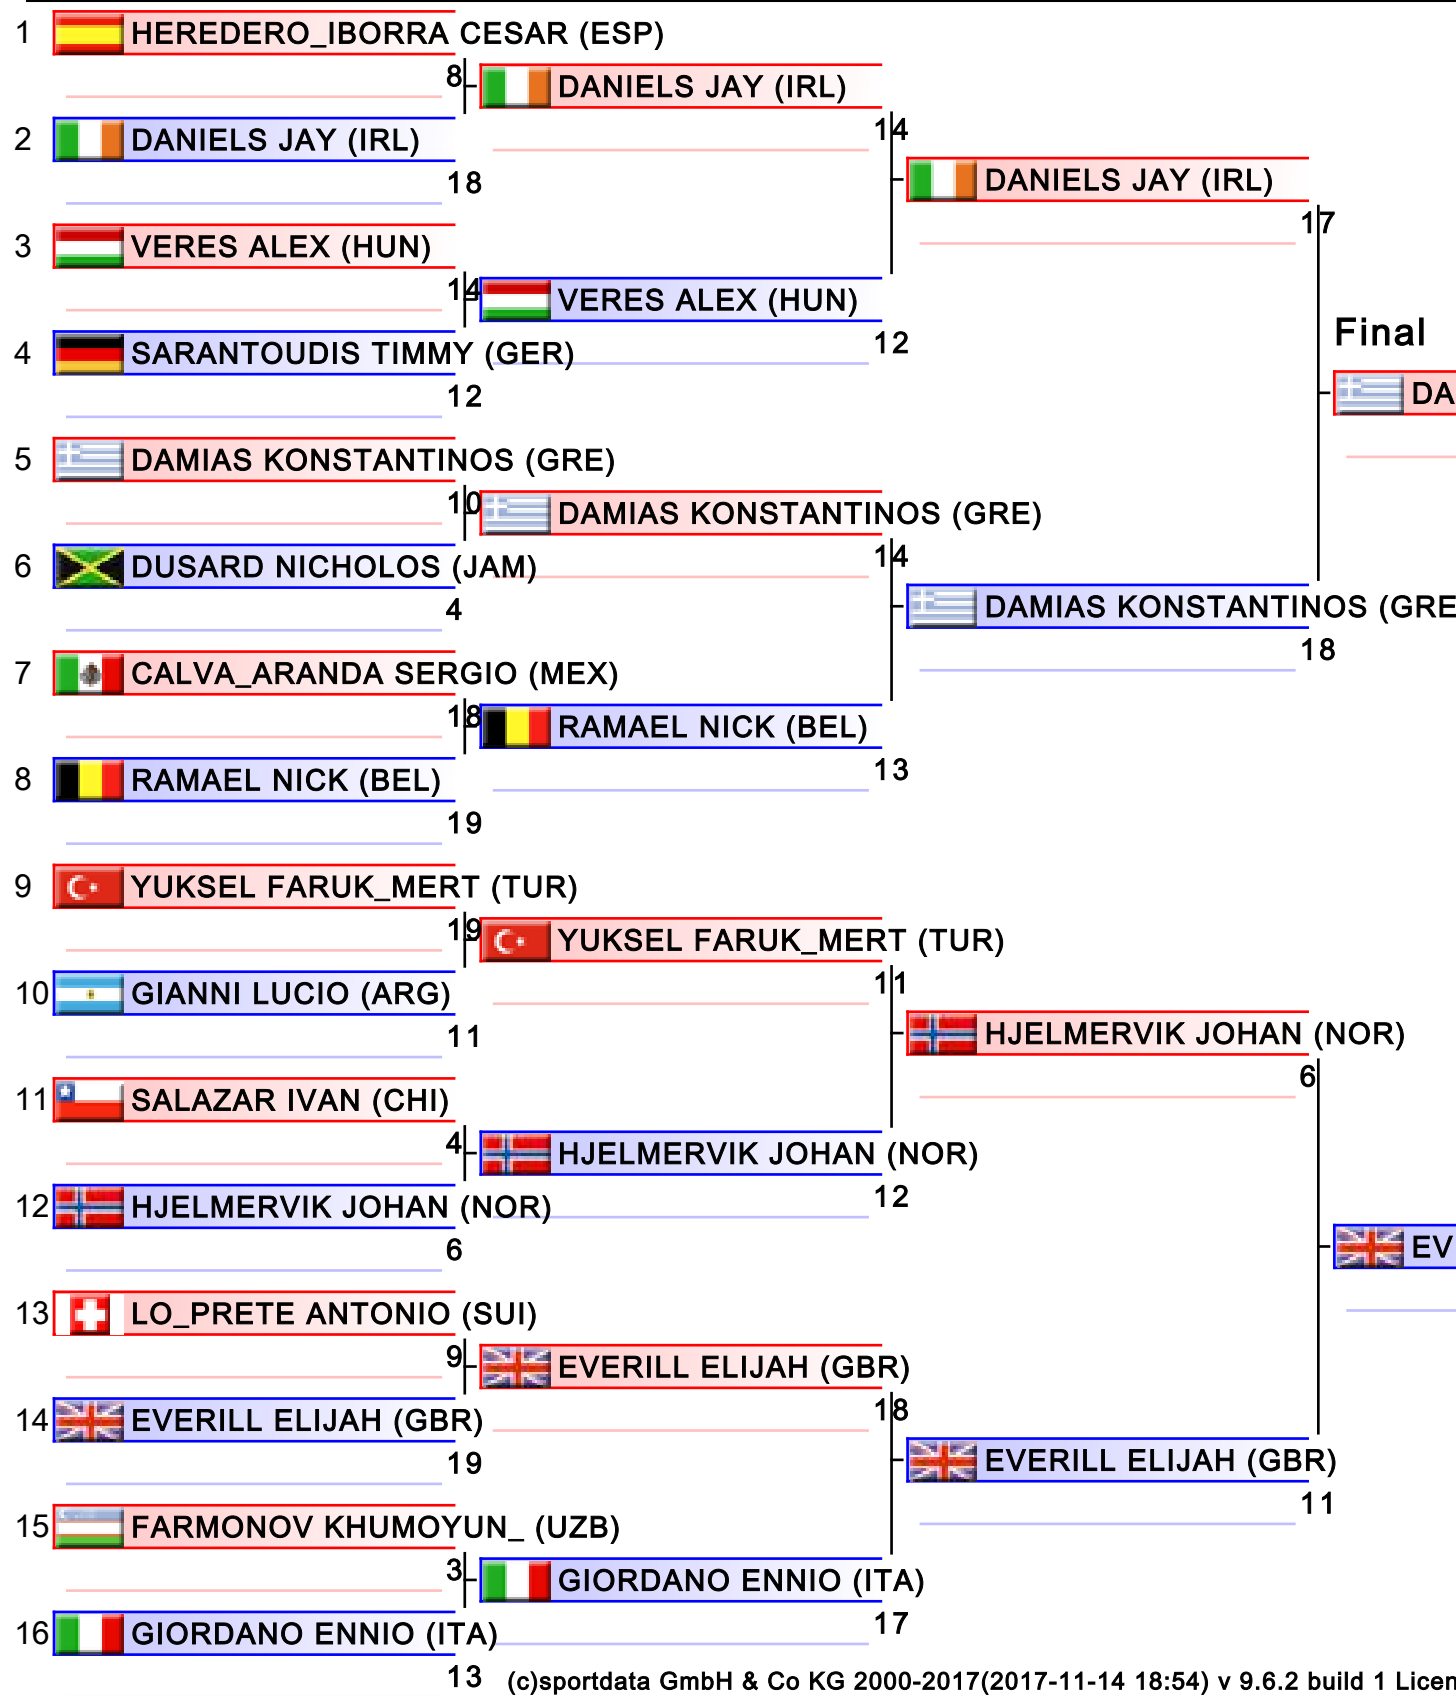 1 HEREDERO_IBORRA CESAR (ESP)
8 DANIELS JAY (IRL)
14
2 DANIELS JAY (IRL)
18 DANIELS JAY (IRL)
17
3 VERES ALEX (HUN)
14 VERES ALEX (HUN)
12
Final
4 SARANTOUDIS TIMMY (GER)
12
DA
5 DAMIAS KONSTANTINOS (GRE)
10 DAMIAS KONSTANTINOS (GRE)
14
6 DUSARD NICHOLOS (JAM)
4 DAMIAS KONSTANTINOS (GRE
18
7 CALVA_ARANDA SERGIO (MEX)
18 RAMAEL NICK (BEL)
13
8 RAMAEL NICK (BEL)
19
9 YUKSEL FARUK_MERT (TUR)
19 YUKSEL FARUK_MERT (TUR)
11
10 GIANNI LUCIO (ARG)
11 HJELMERVIK JOHAN (NOR)
6
11 SALAZAR IVAN (CHI)
4 HJELMERVIK JOHAN (NOR)
12
12 HJELMERVIK JOHAN (NOR)
6
EV
13 LO_PRETE ANTONIO (SUI)
9 EVERILL ELIJAH (GBR)
18
14 EVERILL ELIJAH (GBR)
19 EVERILL ELIJAH (GBR)
11
15 FARMONOV KHUMOYUN_ (UZB)
3 GIORDANO ENNIO (ITA)
17
16 GIORDANO ENNIO (ITA)
13 (c)sportdata GmbH & Co KG 2000-2017(2017-11-14 18:54) v 9.6.2 build 1 Licen